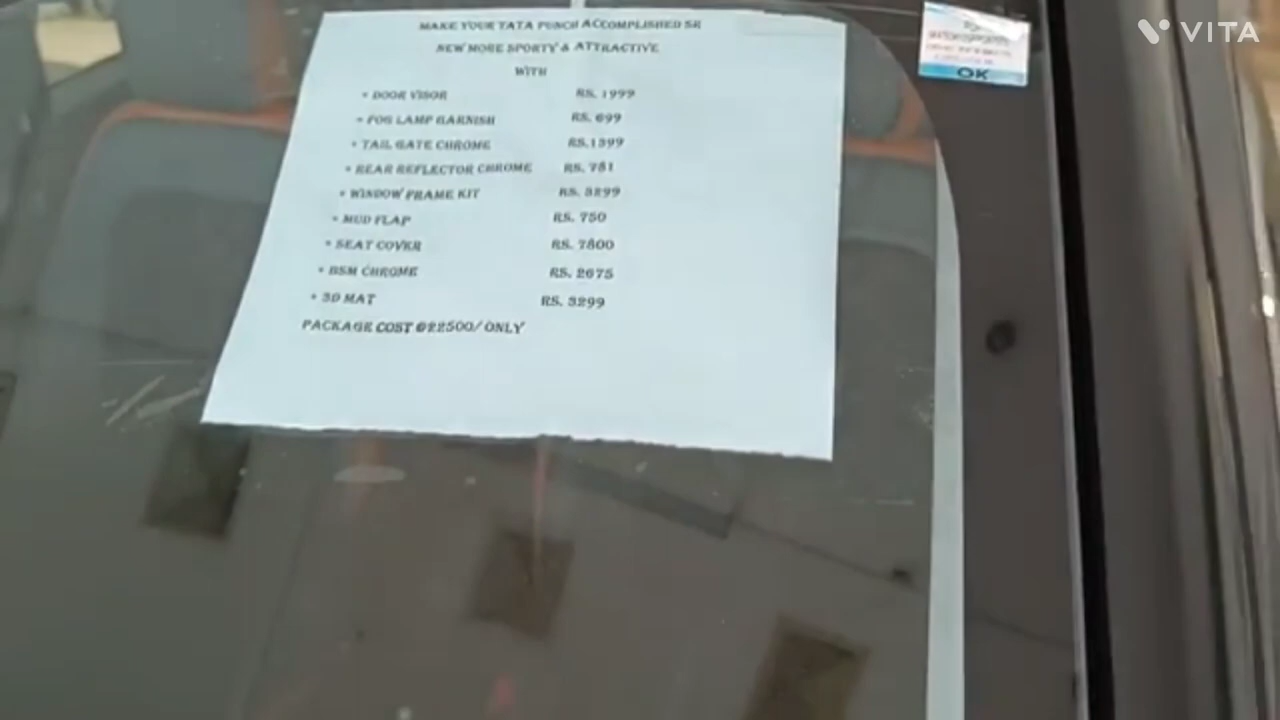 MAKE YOUR TATA PUNCH ACCOMPLISHED SR
NEW MORE SPORTY & ATTRACTIVE
WITH
* DOOR VISOR RS. 1999
* FOG LAMP GARNISH RS. 699
* TAIL GATE CHROME RS.1399
* REAR REFLECTOR CHROME RS. 781
* WINDOW FRAME KIT RS. 3299
* MUD FLAP RS. 750
* SEAT COVER RS. 7800
* BSM CHROME RS. 2675
* 3D MAT RS. 3299
PACKAGE COST @22500/ ONLY
OK
VITA